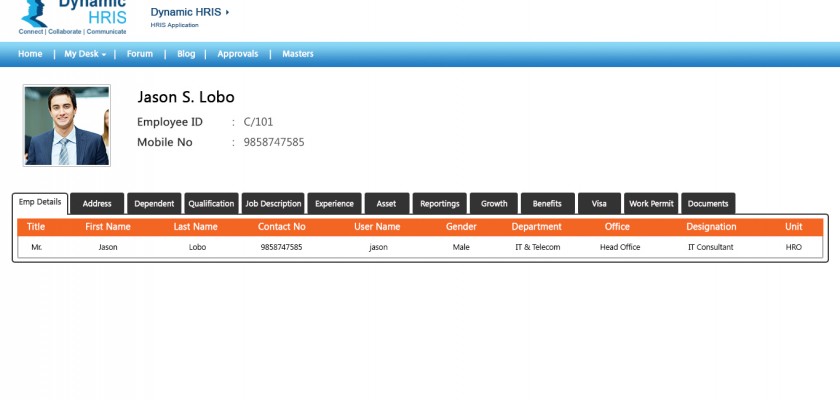 Dynamic
HRIS
Connect | Collaborate | Communicate
Dynamic HRIS
HRIS Application
Home | My Desk | Forum | Blog | Approvals | Masters
Jason S. Lobo
Employee ID : C/101
Mobile No : 9858747585
Emp Details Address Dependent Qualification Job Description Experience Asset Reportings Growth Benefits Visa Work Permit Documents
Title First Name Last Name Contact No User Name Gender Department Office Designation Unit
Mr. Jason Lobo 9858747585 jason Male IT & Telecom Head Office IT Consultant HRO